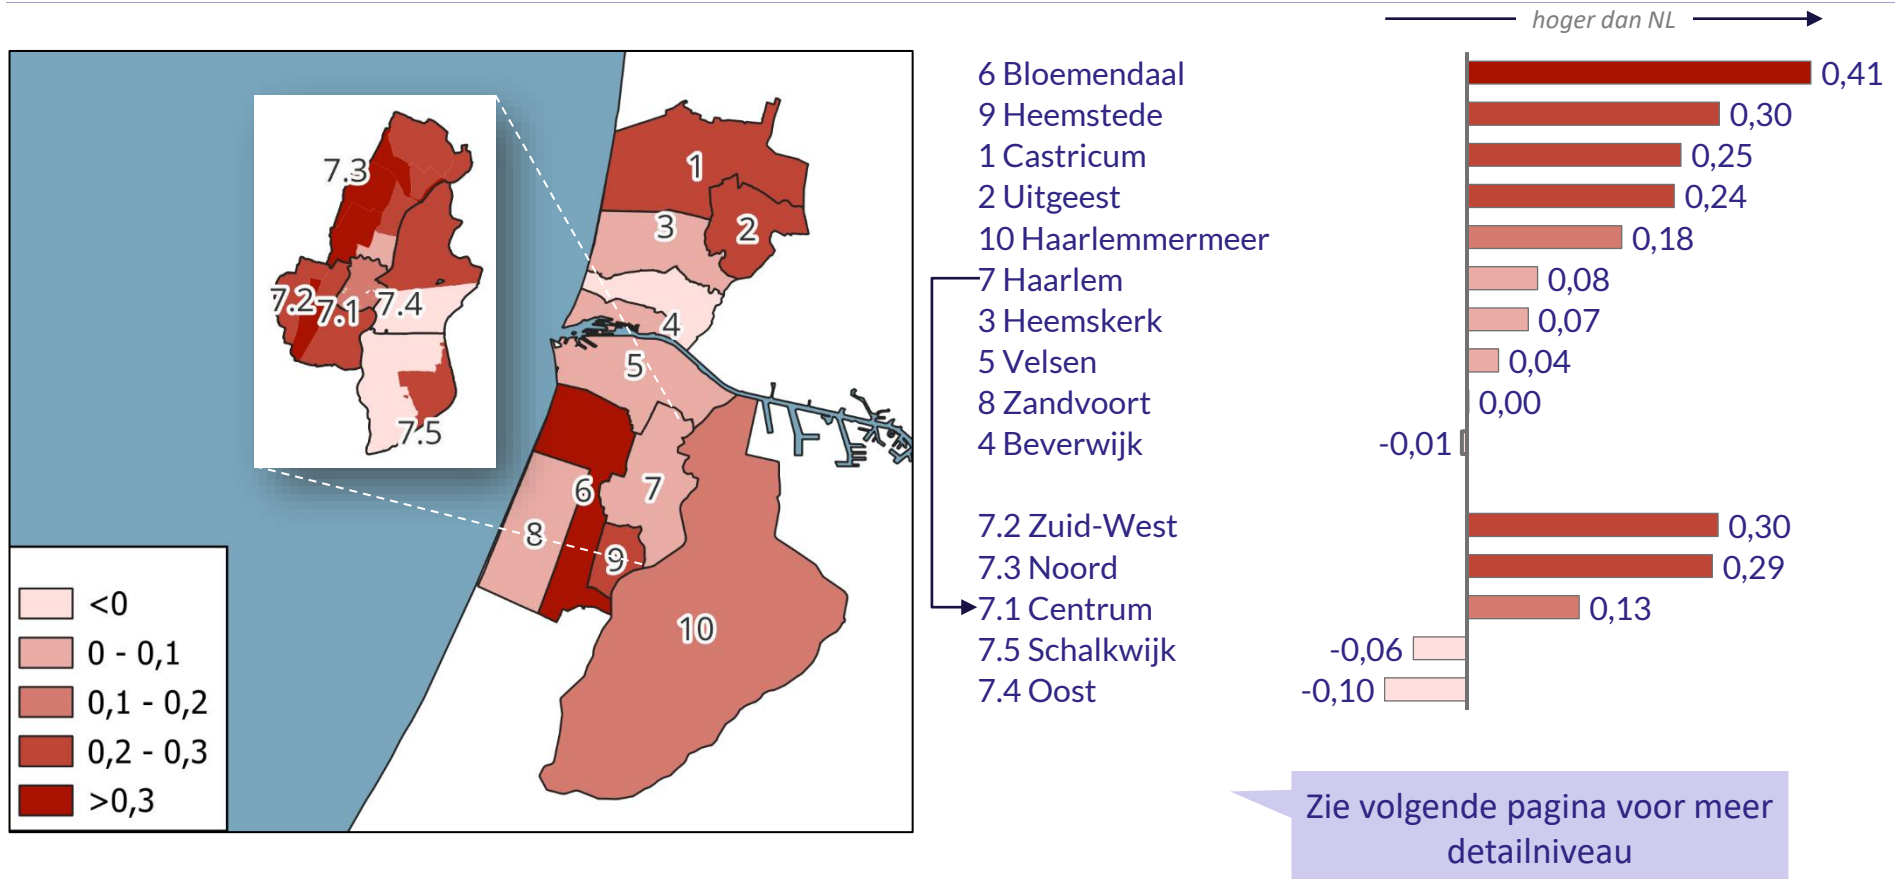 hoger dan NL
6 Bloemendaal 0,41
9 Heemstede 0,30
1 Castricum 0,25
2 Uitgeest 0,24
10 Haarlemmermeer 0,18
7 Haarlem 0,08
3 Heemskerk 0,07
5 Velsen 0,04
8 Zandvoort 0,00
4 Beverwijk -0,01
7.2 Zuid-West 0,30
7.3 Noord 0,29
7.1 Centrum 0,13
7.5 Schalkwijk -0,06
7.4 Oost -0,10
Zie volgende pagina voor meer
detailniveau
7.3
7.2
7.1
7.4
7.5
1
2
3
4
5
6
7
8
9
10
<0
0 - 0,1
0,1 - 0,2
0,2 - 0,3
>0,3